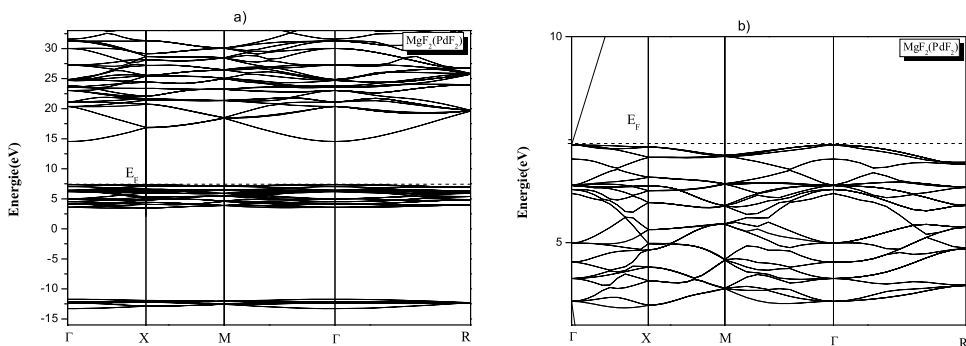 a)
MgF2(PdF2)
30
25
20
15
10
5
0
-5
-10
-15
Energie(eV)
EF
Γ X M Γ R
b)
MgF2(PdF2)
10
5
Energie(eV)
EF
Γ X M Γ R